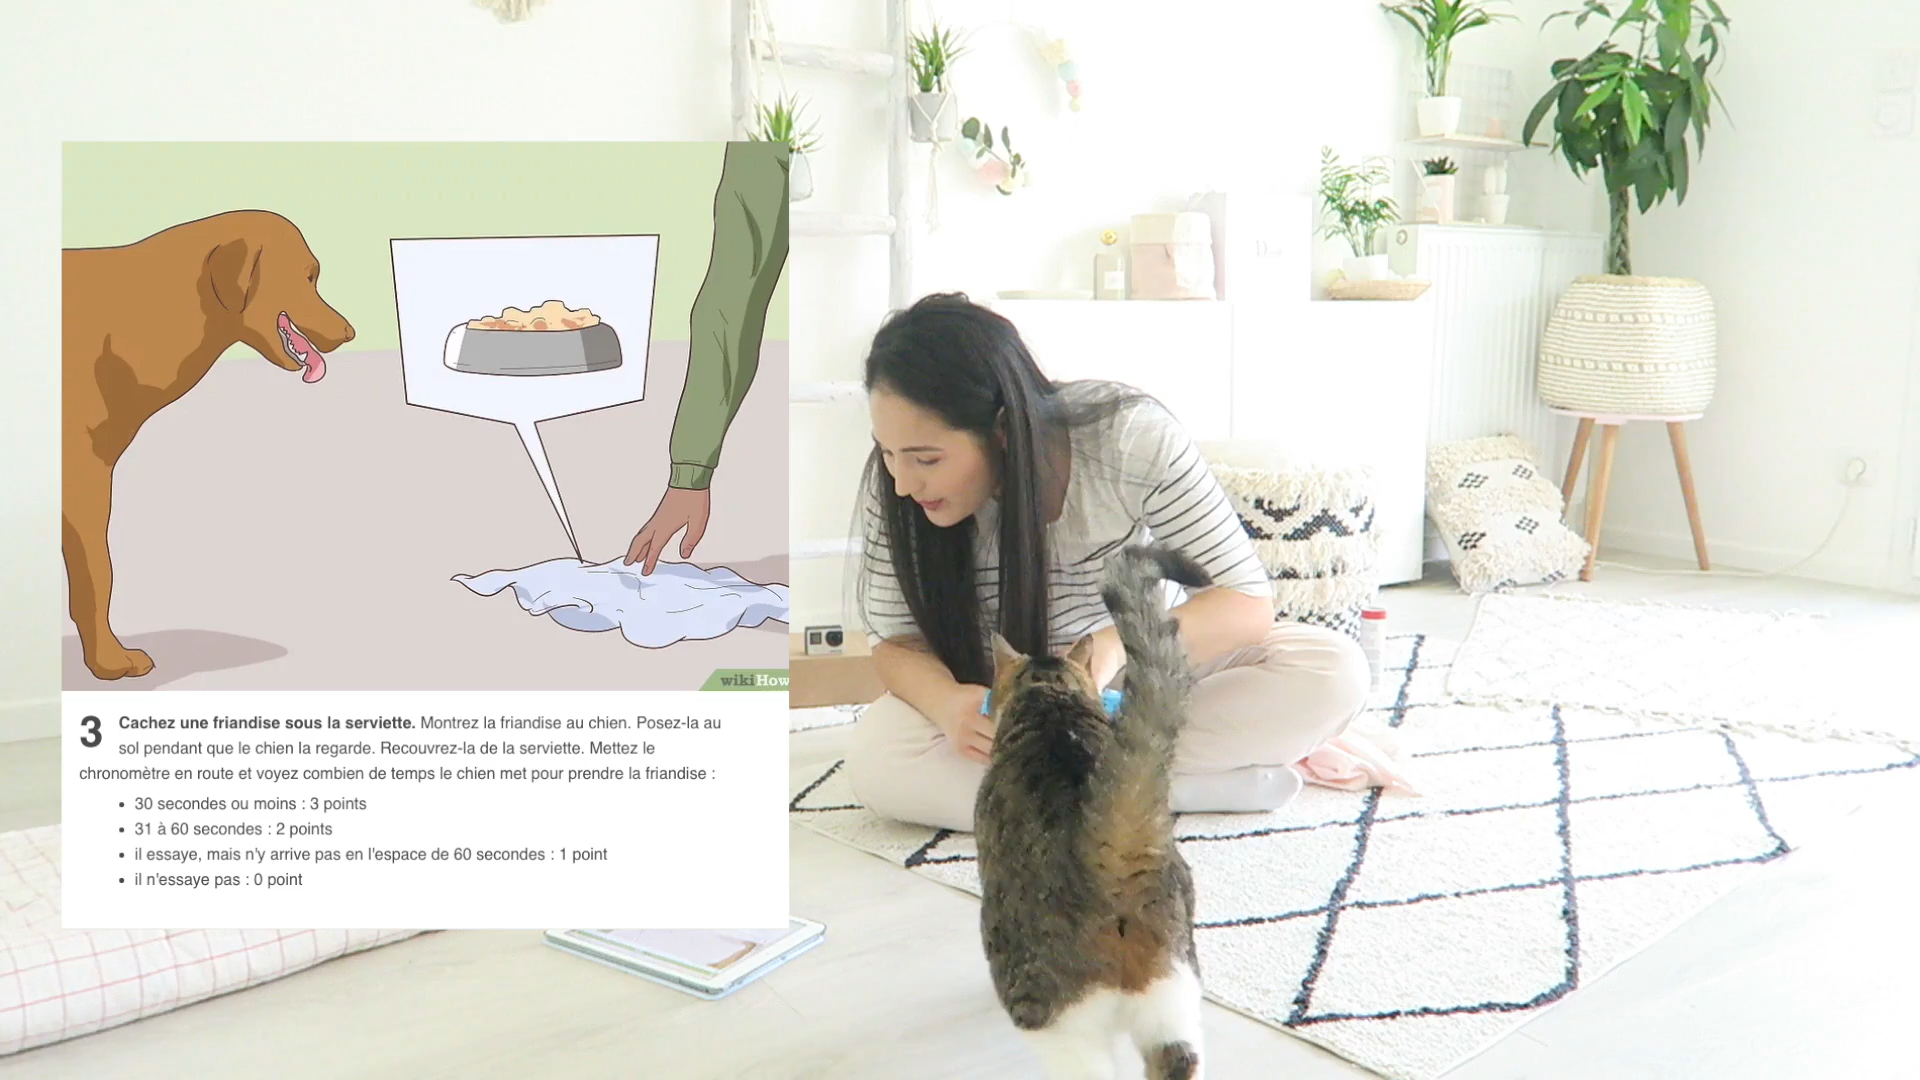 wikiHow
3 Cachez une friandise sous la serviette. Montrez la friandise au chien. Posez-la au
sol pendant que le chien la regarde. Recouvrez-la de la serviette. Mettez le
chronomètre en route et voyez combien de temps le chien met pour prendre la friandise :
• 30 secondes ou moins : 3 points
• 31 à 60 secondes : 2 points
• il essaye, mais n'y arrive pas en l'espace de 60 secondes : 1 point
• il n'essaye pas : 0 point